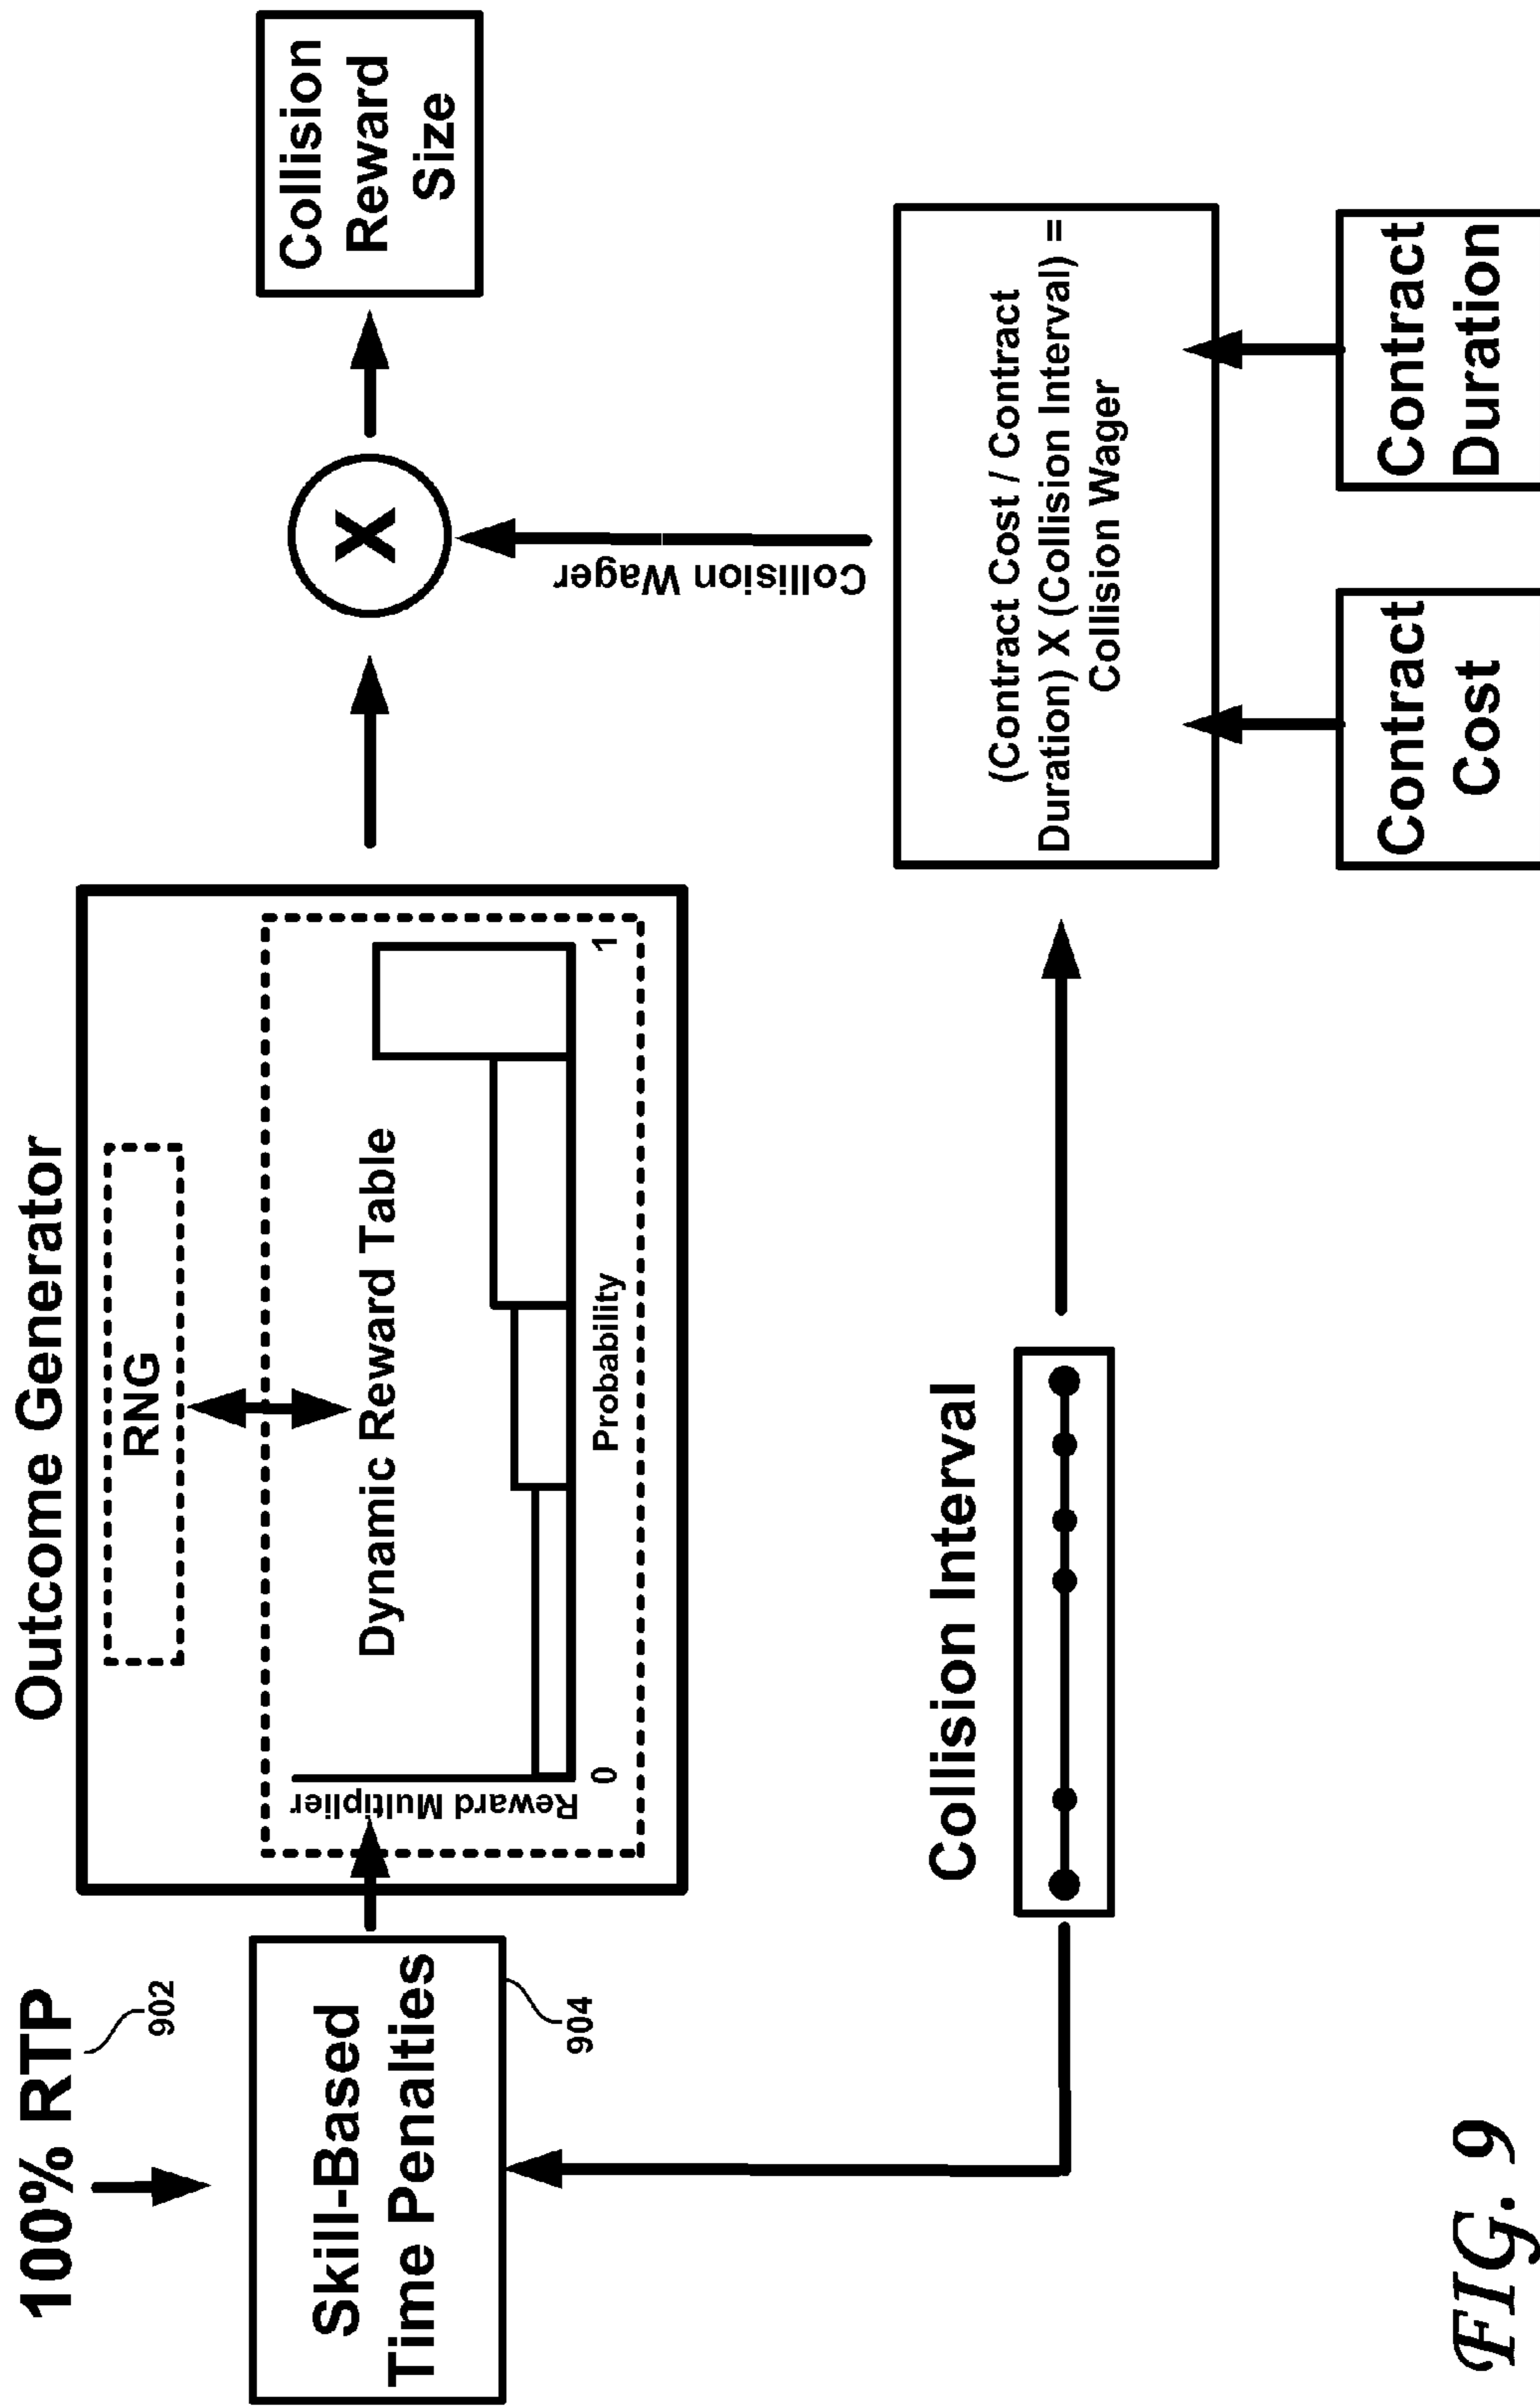 100% RTP
902
Skill-Based
Time Penalties
904
Outcome Generator
RNG
Dynamic Reward Table
Reward Multiplier
0
Probability
1
X
Collision
Reward
Size
Collision Wager
Collision Interval
(Contract Cost / Contract
Duration) X (Collision Interval) =
Collision Wager
Contract
Cost
Contract
Duration
FIG. 9